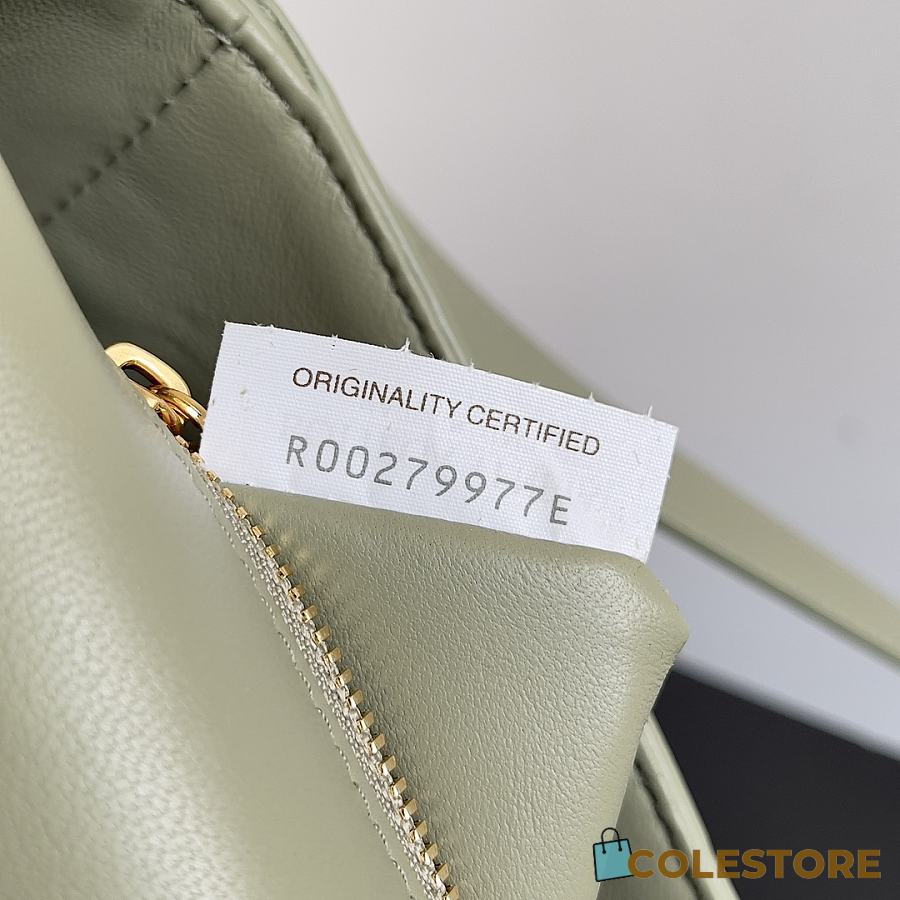 ORIGINALITY CERTIFIED
R00279977E
COLESTORE